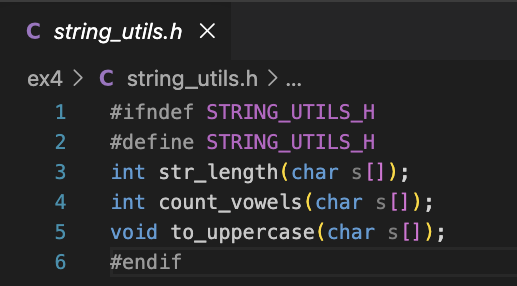 C string_utils.h ×
ex4 > C string_utils.h > ...
1 #ifndef STRING_UTILS_H
2 #define STRING_UTILS_H
3 int str_length(char s[]);
4 int count_vowels(char s[]);
5 void to_uppercase(char s[]);
6 #endif